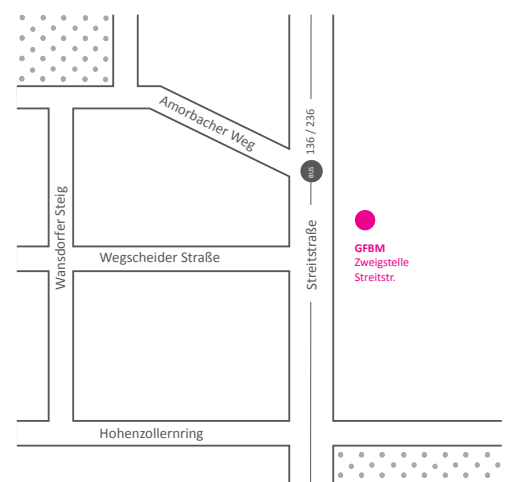 Amorbacher Weg
136 / 236
BUS
Wansdorfer Steig
Streitstraße
GFBM
Zweigstelle
Streitstr.
Wegscheider Straße
Hohenzollernring